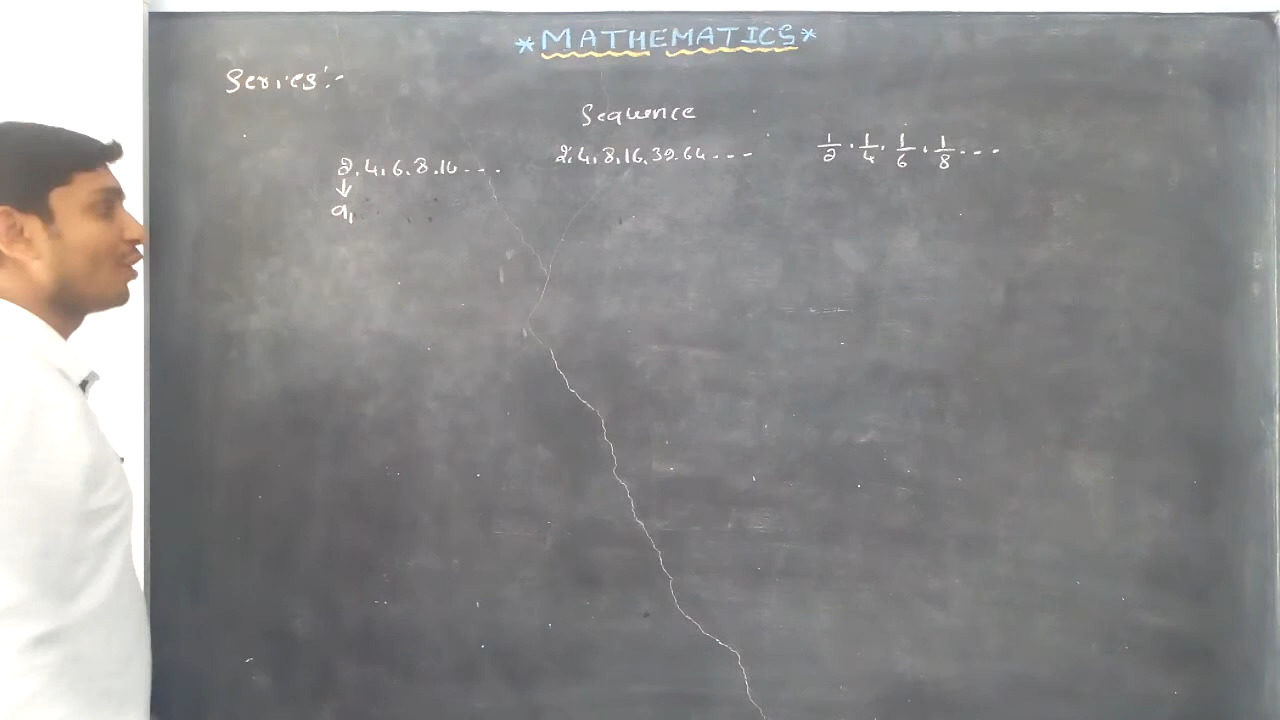 *MATHEMATICS*
Series:-
Sequence
2, 4, 6, 8, 10 ...
2, 4, 8, 16, 32, 64 ...
1/2, 1/4, 1/6, 1/8 ...
↓
a₁